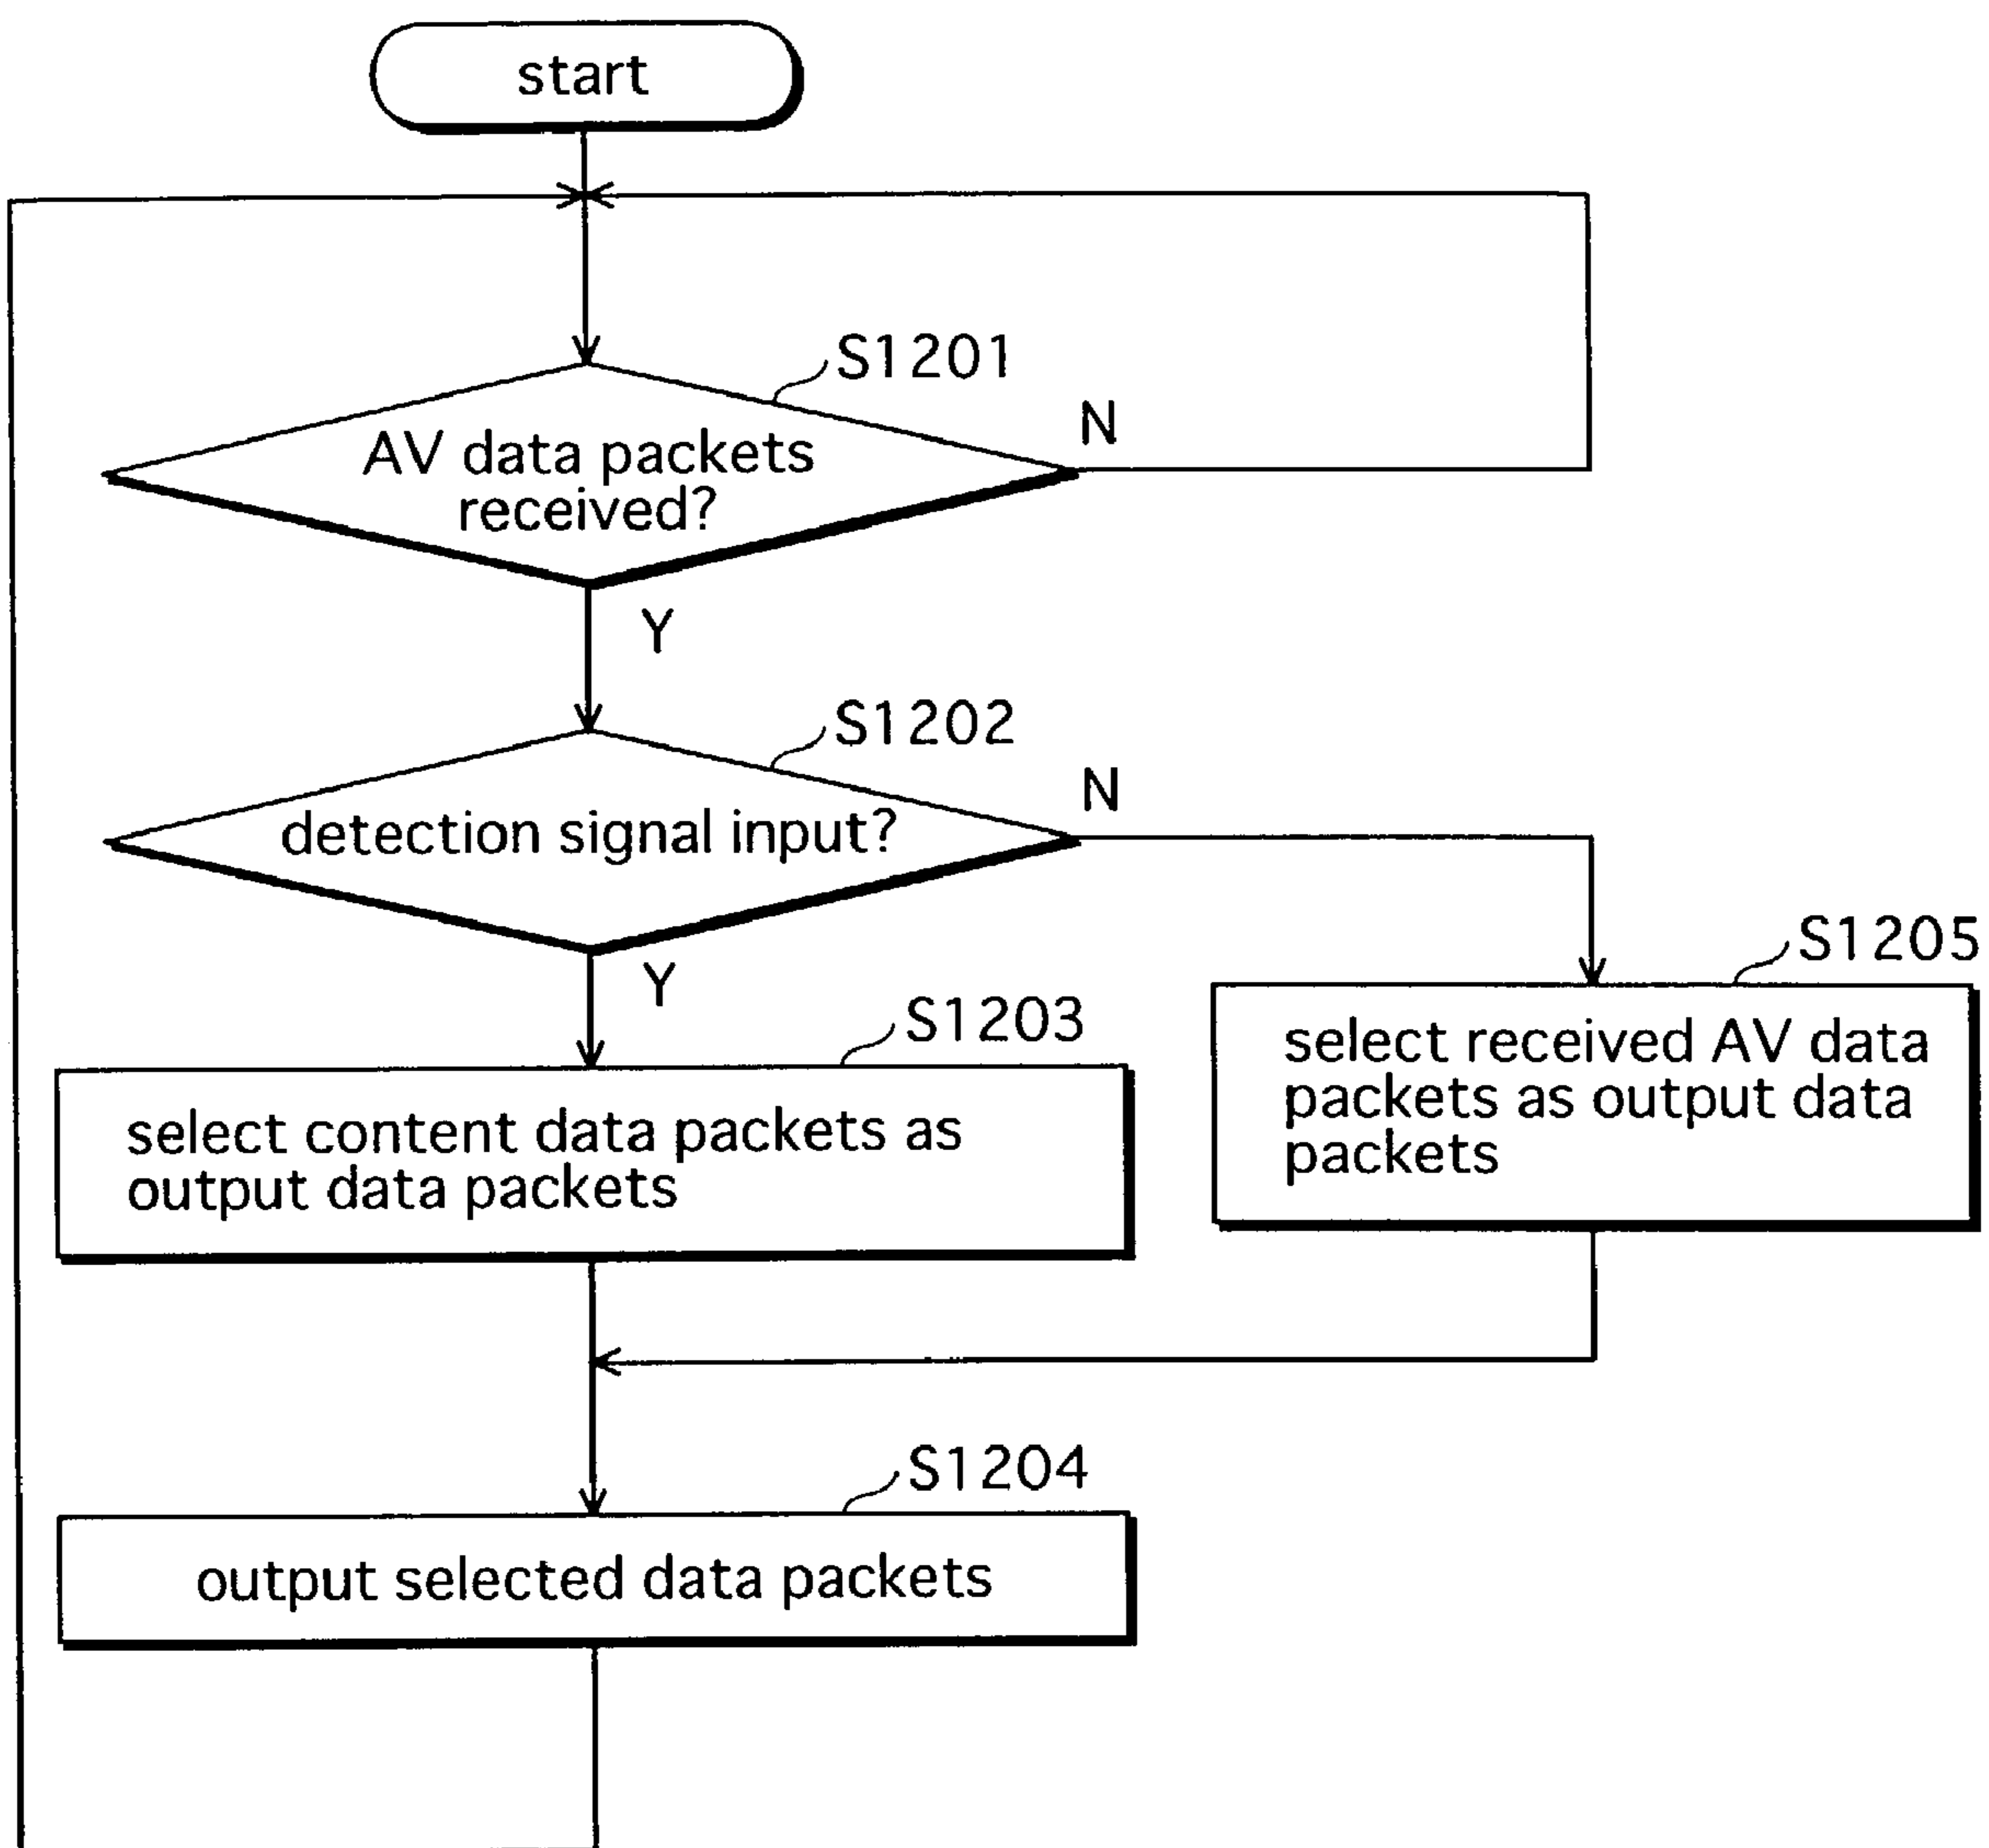 start
S1201
N
AV data packets
received?
Y
S1202
N
detection signal input?
Y
S1205
select received AV data
packets as output data
packets
S1203
select content data packets as
output data packets
S1204
output selected data packets